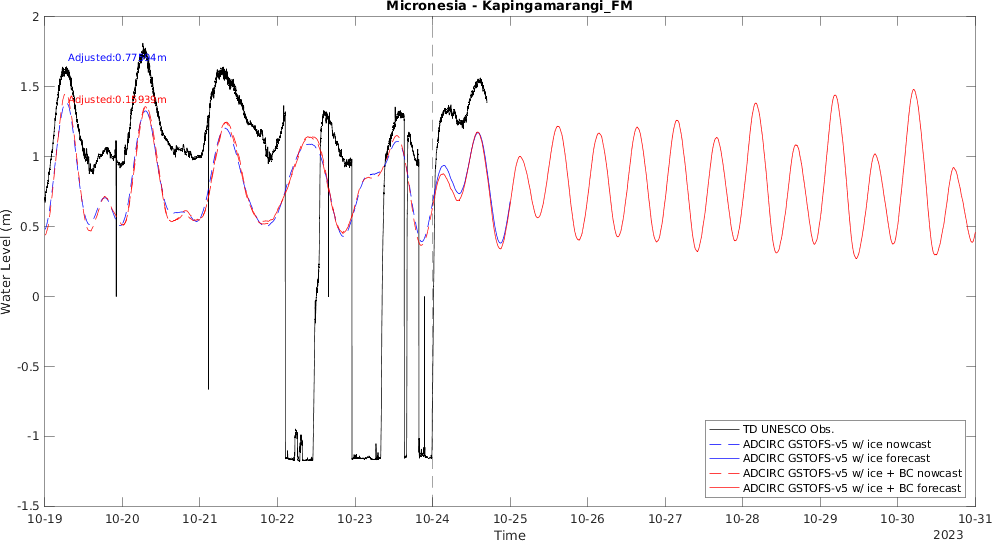 Micronesia - Kapingamarangi_FM
Water Level (m)
2
1.5
1
0.5
0
-0.5
-1
-1.5
Adjusted:0.15939m
TD UNESCO Obs.
ADCIRC GSTOFS-v5 w/ ice nowcast
ADCIRC GSTOFS-v5 w/ ice forecast
ADCIRC GSTOFS-v5 w/ ice + BC nowcast
ADCIRC GSTOFS-v5 w/ ice + BC forecast
10-19 10-20 10-21 10-22 10-23 10-24 10-25 10-26 10-27 10-28 10-29 10-30 10-31
Time
2023